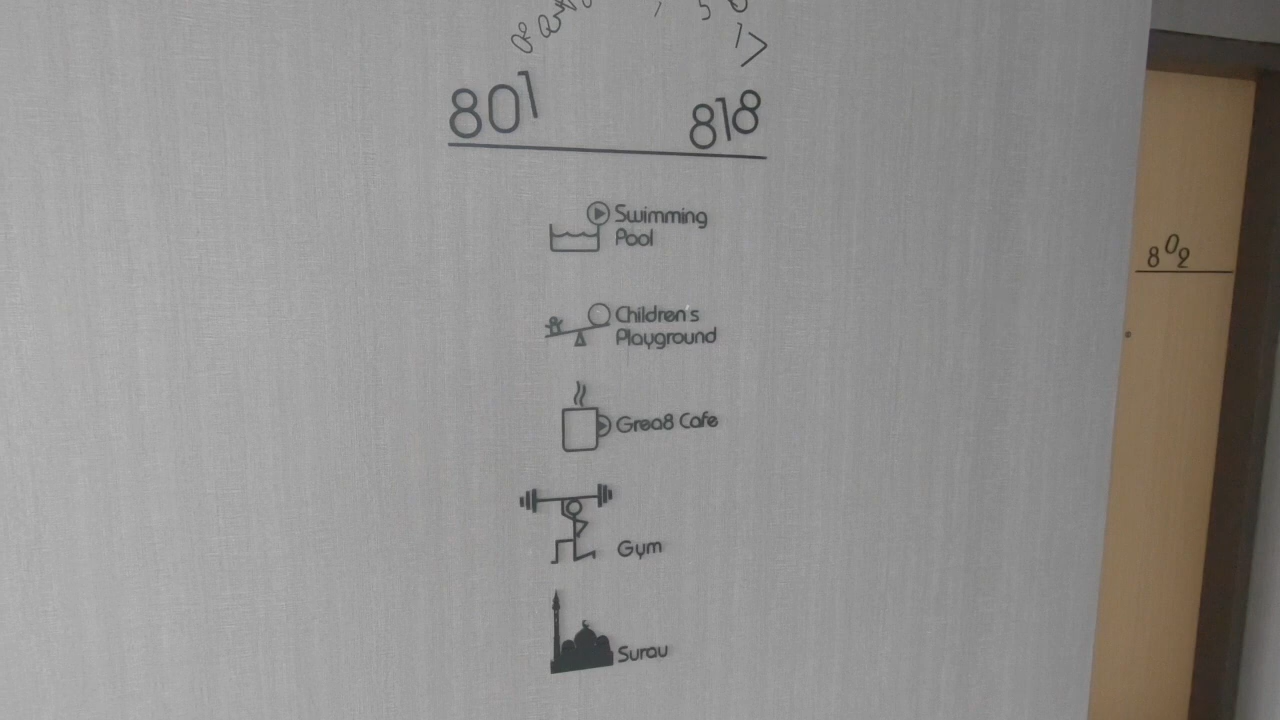 801 818
Swimming
Pool
Children's
Playground
Grea8 Cafe
Gym
Surau
802